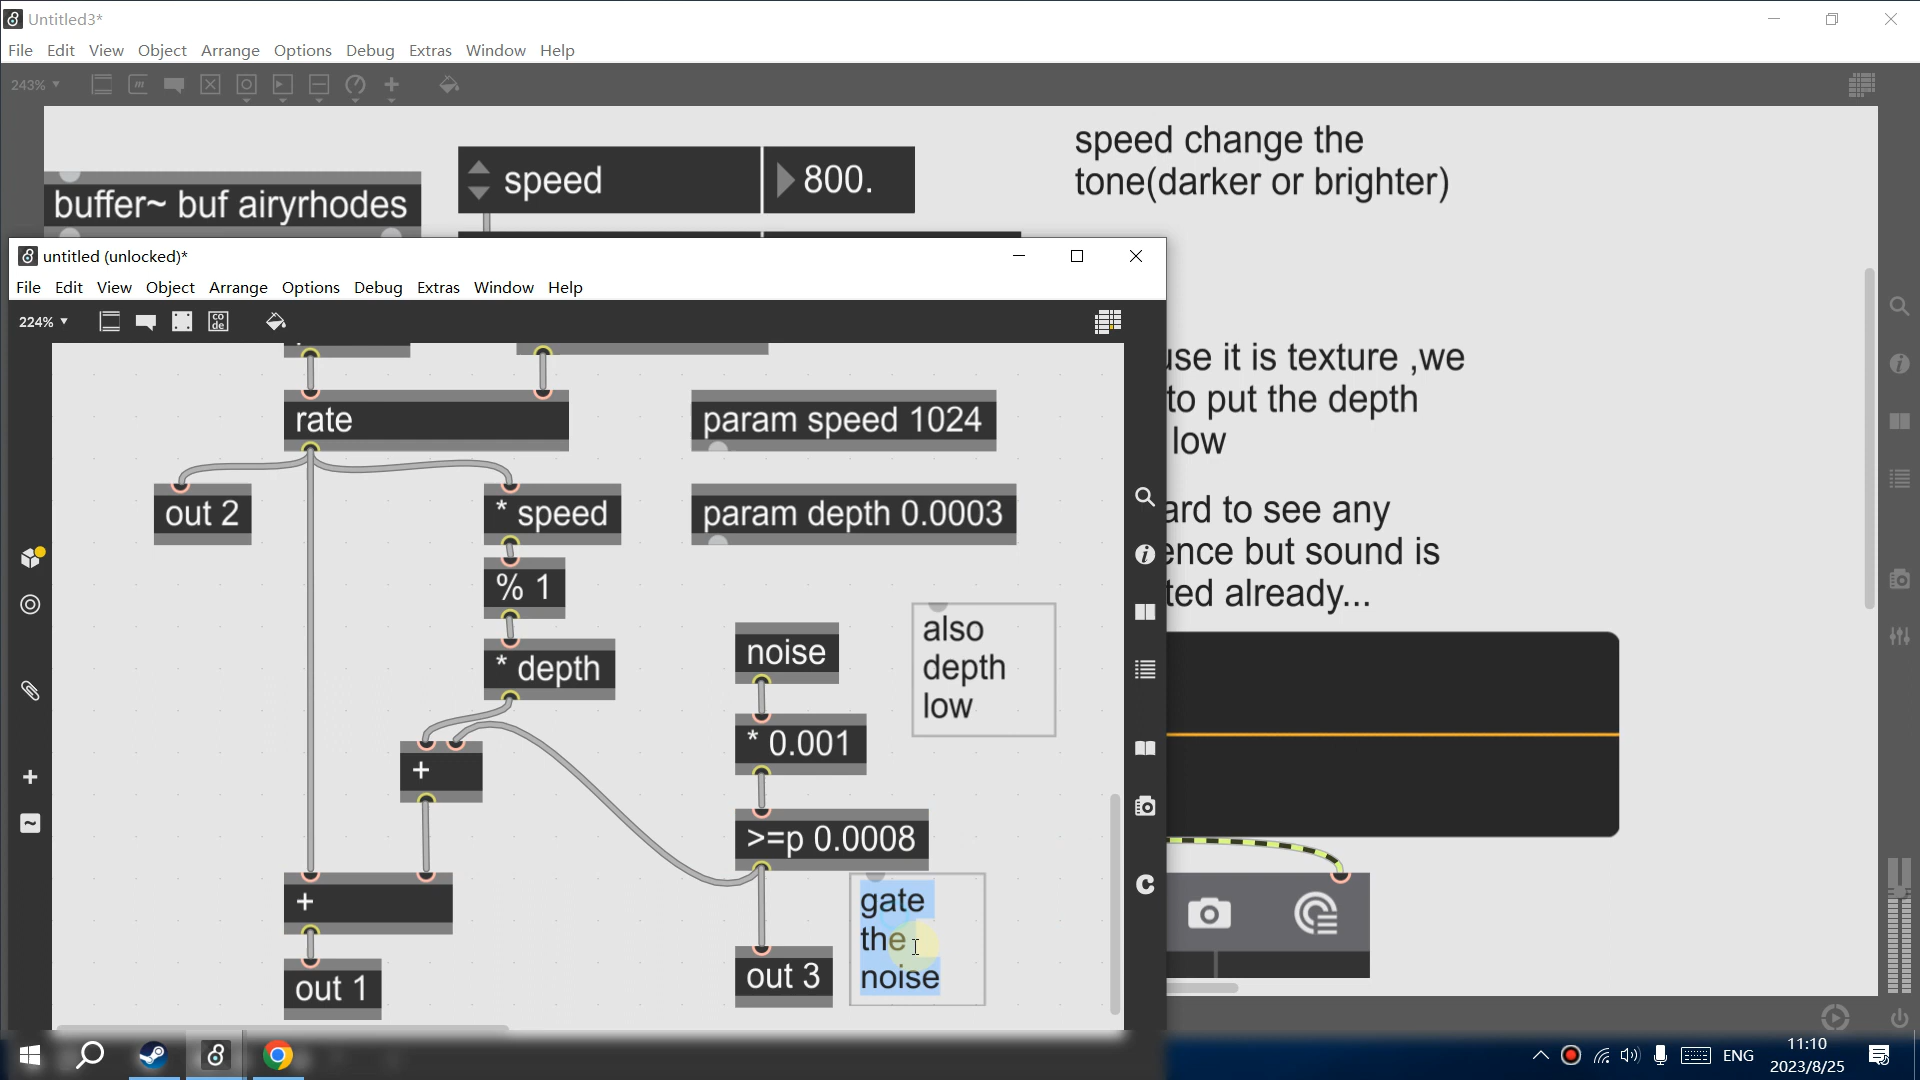 Untitled3*
File Edit View Object Arrange Options Debug Extras Window Help
243%
speed change the
tone(darker or brighter)
buffer~ buf airyrhodes
speed
800.
untitled (unlocked)*
File Edit View Object Arrange Options Debug Extras Window Help
224%
co
de
use it is texture ,we
to put the depth
low
ard to see any
ence but sound is
ted already...
rate
param speed 1024
out 2
* speed
param depth 0.0003
% 1
* depth
noise
also
depth
low
* 0.001
+
>=p 0.0008
+
gate
the
noise
out 3
out 1
ENG
11:10
2023/8/25